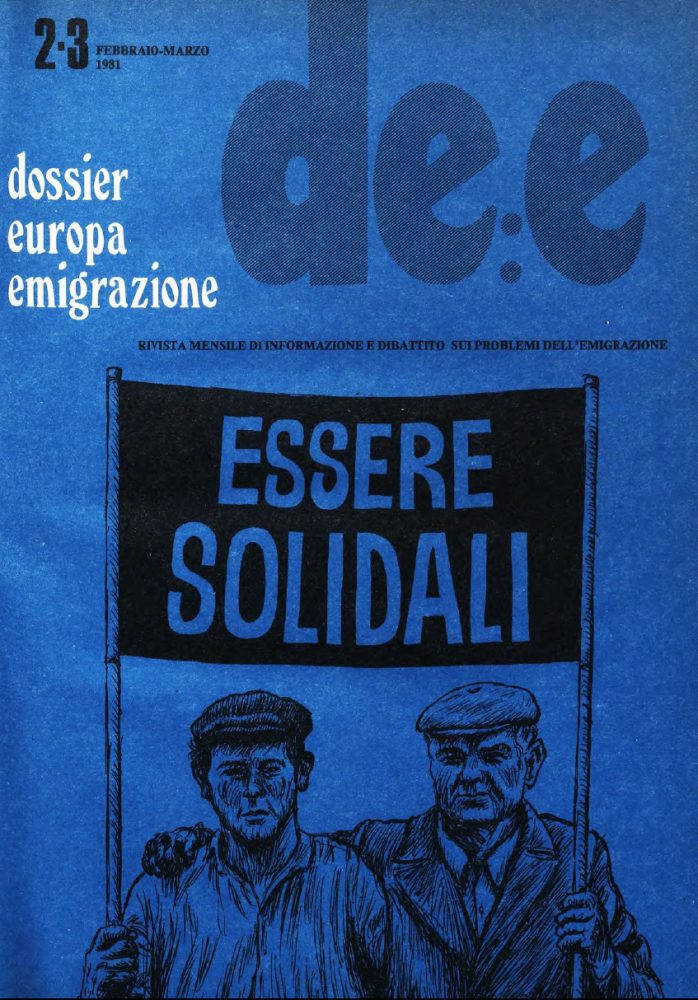 2·3 FEBBRAIO-MARZO
1981
de:e
dossier
europa
emigrazione
RIVISTA MENSILE DI INFORMAZIONE E DIBATTITO SUI PROBLEMI DELL'EMIGRAZIONE
ESSERE
SOLIDALI